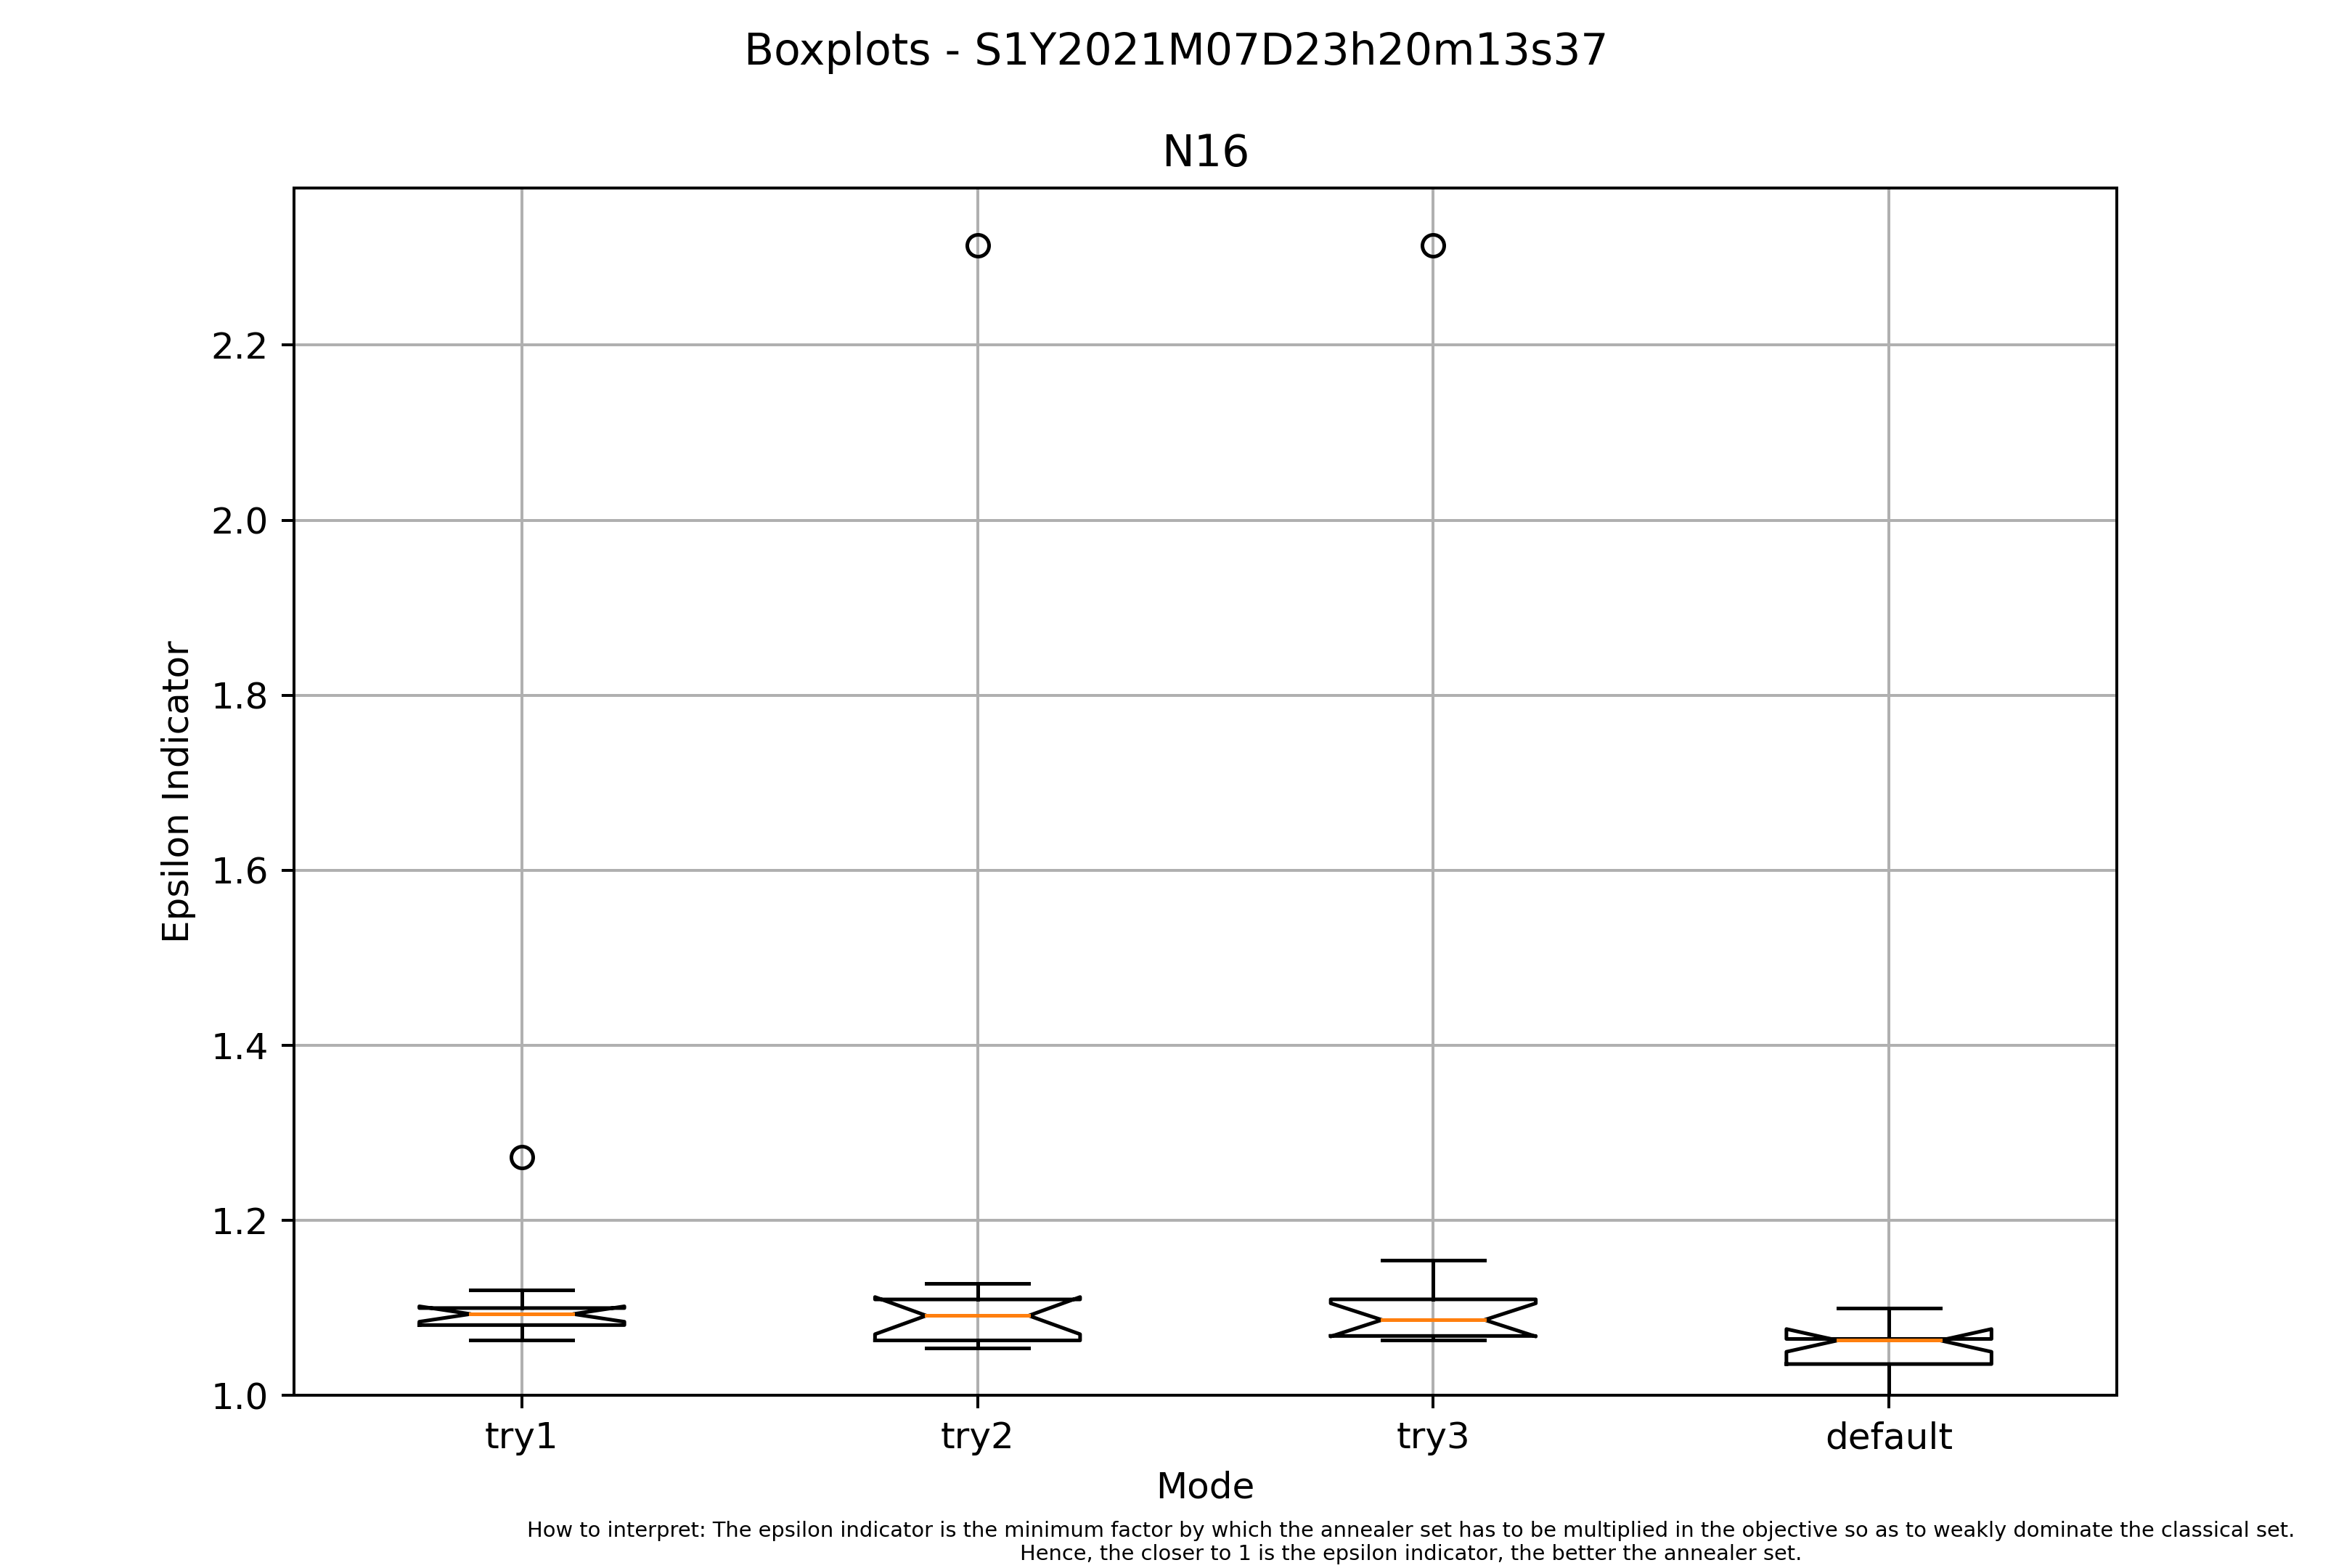 Boxplots - S1Y2021M07D23h20m13s37
N16
2.2
2.0
1.8
1.6
1.4
1.2
1.0
Epsilon Indicator
try1 try2 try3 default
Mode
How to interpret: The epsilon indicator is the minimum factor by which the annealer set has to be multiplied in the objective so as to weakly dominate the classical set.
Hence, the closer to 1 is the epsilon indicator, the better the annealer set.